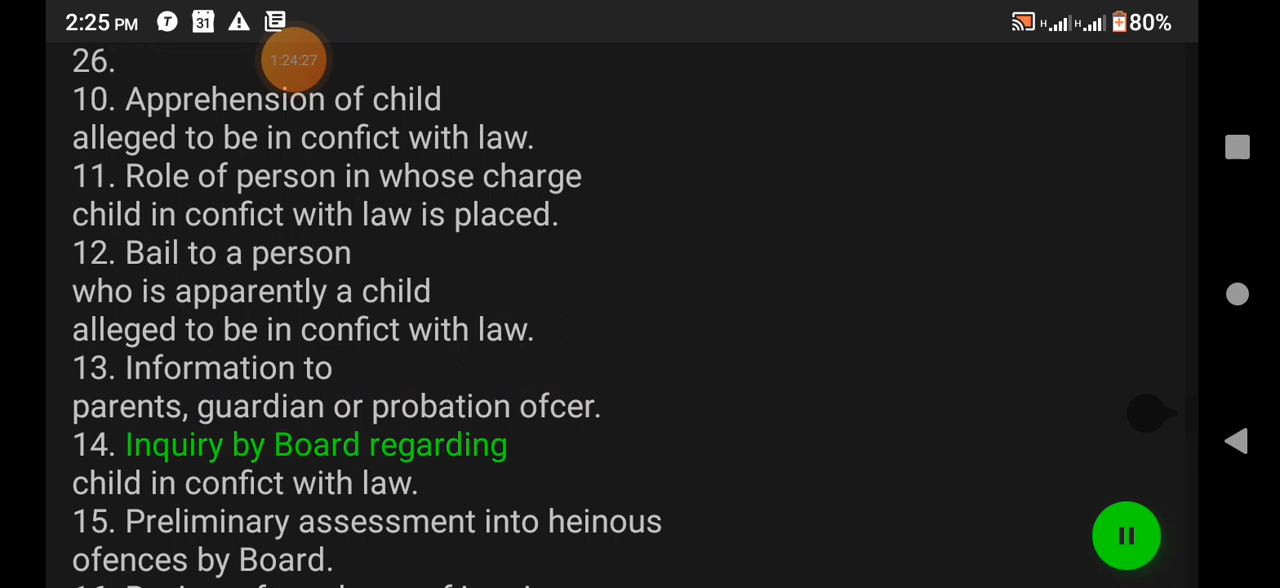 2:25 PM T 31 H H 80%
26. 1:24:27
10. Apprehension of child
alleged to be in confict with law.
11. Role of person in whose charge
child in confict with law is placed.
12. Bail to a person
who is apparently a child
alleged to be in confict with law.
13. Information to
parents, guardian or probation ofcer.
14. Inquiry by Board regarding
child in confict with law.
15. Preliminary assessment into heinous
ofences by Board.